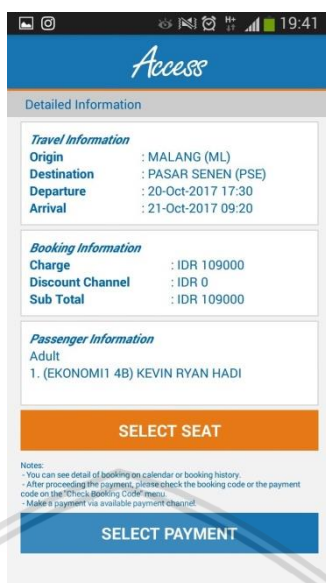 H+ 19:41
Access
Detailed Information
Travel Information
Origin : MALANG (ML)
Destination : PASAR SENEN (PSE)
Departure : 20-Oct-2017 17:30
Arrival : 21-Oct-2017 09:20
Booking Information
Charge : IDR 109000
Discount Channel : IDR 0
Sub Total : IDR 109000
Passenger Information
Adult
1. (EKONOMI1 4B) KEVIN RYAN HADI
SELECT SEAT
Notes:
- You can see detail of booking on calendar or booking history.
- After proceeding the payment, please check the booking code or the payment
code on the "Check Booking Code" menu.
- Make a payment via available payment channel.
SELECT PAYMENT